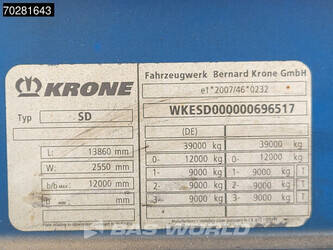 70281643
KRONE
Fahrzeugwerk Bernard Krone GmbH
e1*2007/46*0232
Typ SD
WKESD000000696517
(DE)
L: 13860 mm
W: 2550 mm
b/b MAX.: 12000 mm
b: mm
39000 kg 39000 kg
0- 12000 kg 0- 12000 kg
1- 9000 kg 1- 9000 kg T
2- 9000 kg 2- 9000 kg T
3- 9000 kg 3- 9000 kg T
BAS WORLD